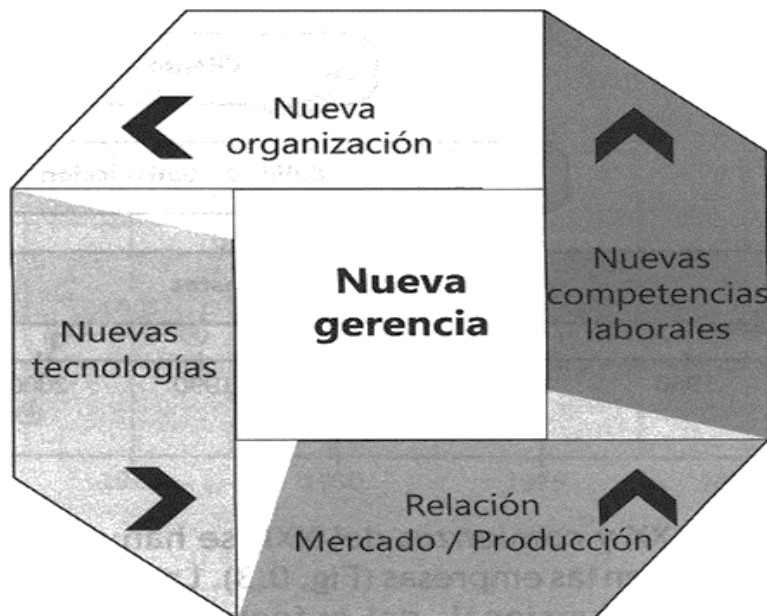 Nueva
organización
Nuevas
competencias
laborales
Nueva
gerencia
Nuevas
tecnologías
Relación
Mercado / Producción